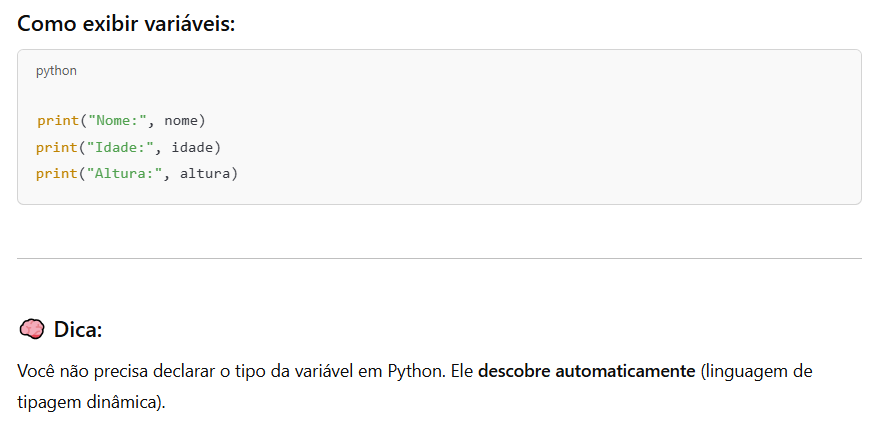 Como exibir variáveis:
python
print("Nome:", nome)
print("Idade:", idade)
print("Altura:", altura)
Dica:
Você não precisa declarar o tipo da variável em Python. Ele descobre automaticamente (linguagem de
tipagem dinâmica).